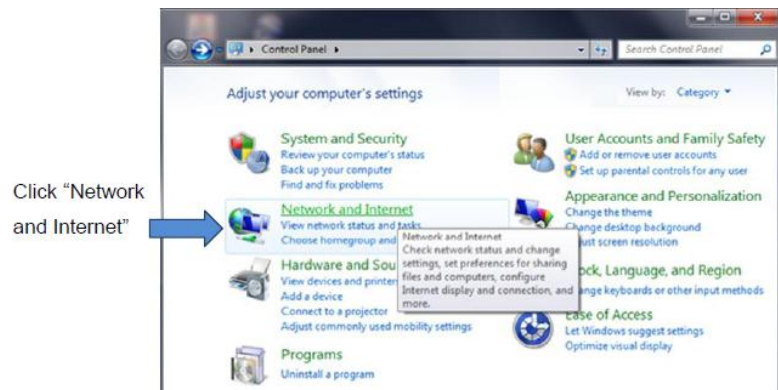 Control Panel
Search Control Panel
Adjust your computer's settings
View by: Category
System and Security
Review your computer's status
Back up your computer
Find and fix problems
Click "Network
and Internet"
Network and Internet
View network status and tasks
Choose homegroup and
Network and Internet
Check network status and change
settings, set preferences for sharing
files and computers, configure
Internet display and connection, and
more.
Hardware and Sou
View devices and printer
Add a device
Connect to a projector
Adjust commonly used mobility settings
Programs
Uninstall a program
User Accounts and Family Safety
Add or remove user accounts
Set up parental controls for any user
Appearance and Personalization
Change the theme
Change desktop background
just screen resolution
ock, Language, and Region
ange keyboards or other input methods
Ease of Access
Let Windows suggest settings
Optimize visual display